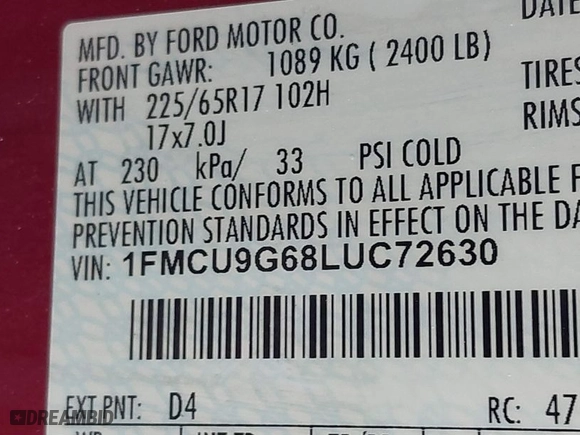 MFD. BY FORD MOTOR CO.
DATE
FRONT GAWR: 1089 KG ( 2400 LB)
TIRES
WITH 225/65R17 102H
RIMS
17x7.0J
AT 230 kPa/ 33 PSI COLD
THIS VEHICLE CONFORMS TO ALL APPLICABLE F
PREVENTION STANDARDS IN EFFECT ON THE DA
VIN: 1FMCU9G68LUC72630
EXT PNT: D4
RC: 47
DREAMBID